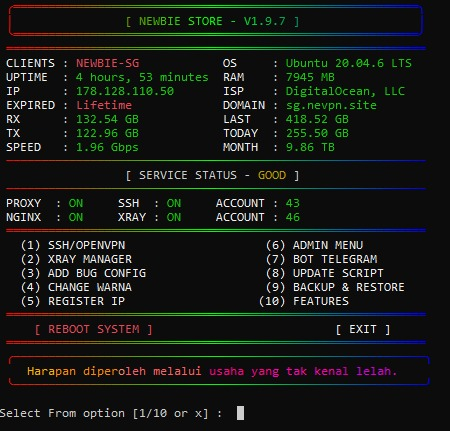 [ NEWBIE STORE - V1.9.7 ]
CLIENTS : NEWBIE-SG OS : Ubuntu 20.04.6 LTS
UPTIME : 4 hours, 53 minutes RAM : 7945 MB
IP : 178.128.110.50 ISP : DigitalOcean, LLC
EXPIRED : Lifetime DOMAIN : sg.nevpn.site
RX : 132.54 GB LAST : 418.52 GB
TX : 122.96 GB TODAY : 255.50 GB
SPEED : 1.96 Gbps MONTH : 9.86 TB
[ SERVICE STATUS - GOOD ]
PROXY : ON SSH : ON ACCOUNT : 43
NGINX : ON XRAY : ON ACCOUNT : 46
(1) SSH/OPENVPN (6) ADMIN MENU
(2) XRAY MANAGER (7) BOT TELEGRAM
(3) ADD BUG CONFIG (8) UPDATE SCRIPT
(4) CHANGE WARNA (9) BACKUP & RESTORE
(5) REGISTER IP (10) FEATURES
[ REBOOT SYSTEM ] [ EXIT ]
Harapan diperoleh melalui usaha yang tak kenal lelah.
Select From option [1/10 or x] :